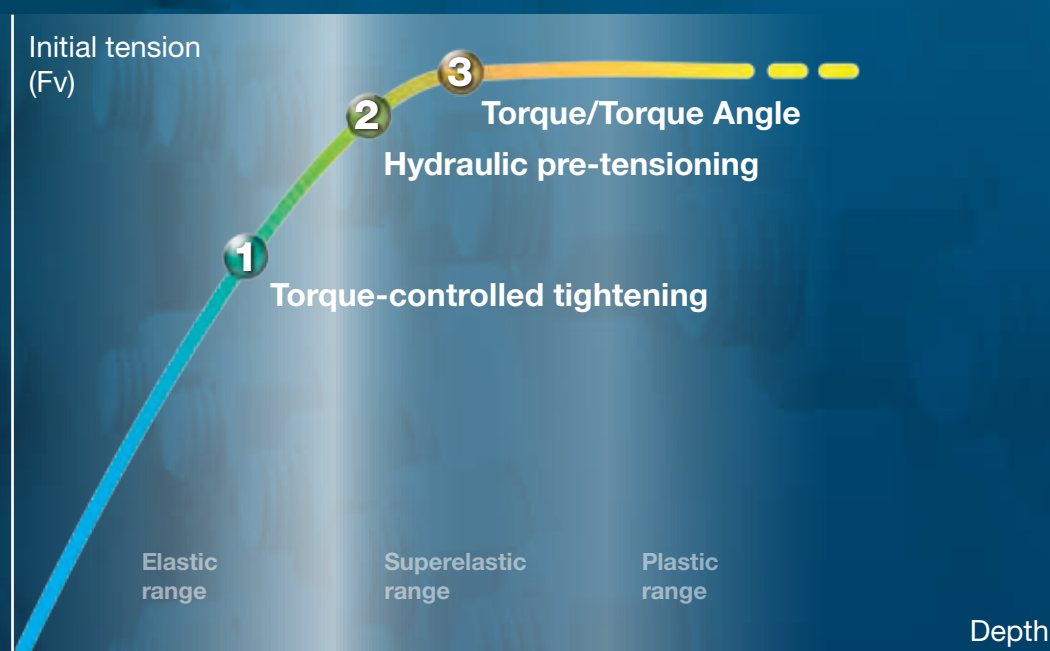 Initial tension
(Fv)
3
Torque/Torque Angle
2
Hydraulic pre-tensioning
1
Torque-controlled tightening
Elastic
range
Superelastic
range
Plastic
range
Depth